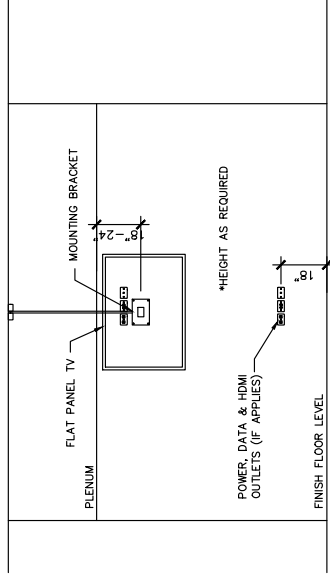 PLENUM
FLAT PANEL TV
MOUNTING BRACKET
18"-24"
*HEIGHT AS REQUIRED
POWER, DATA & HDMI
OUTLETS (IF APPLIES)
18"
FINISH FLOOR LEVEL